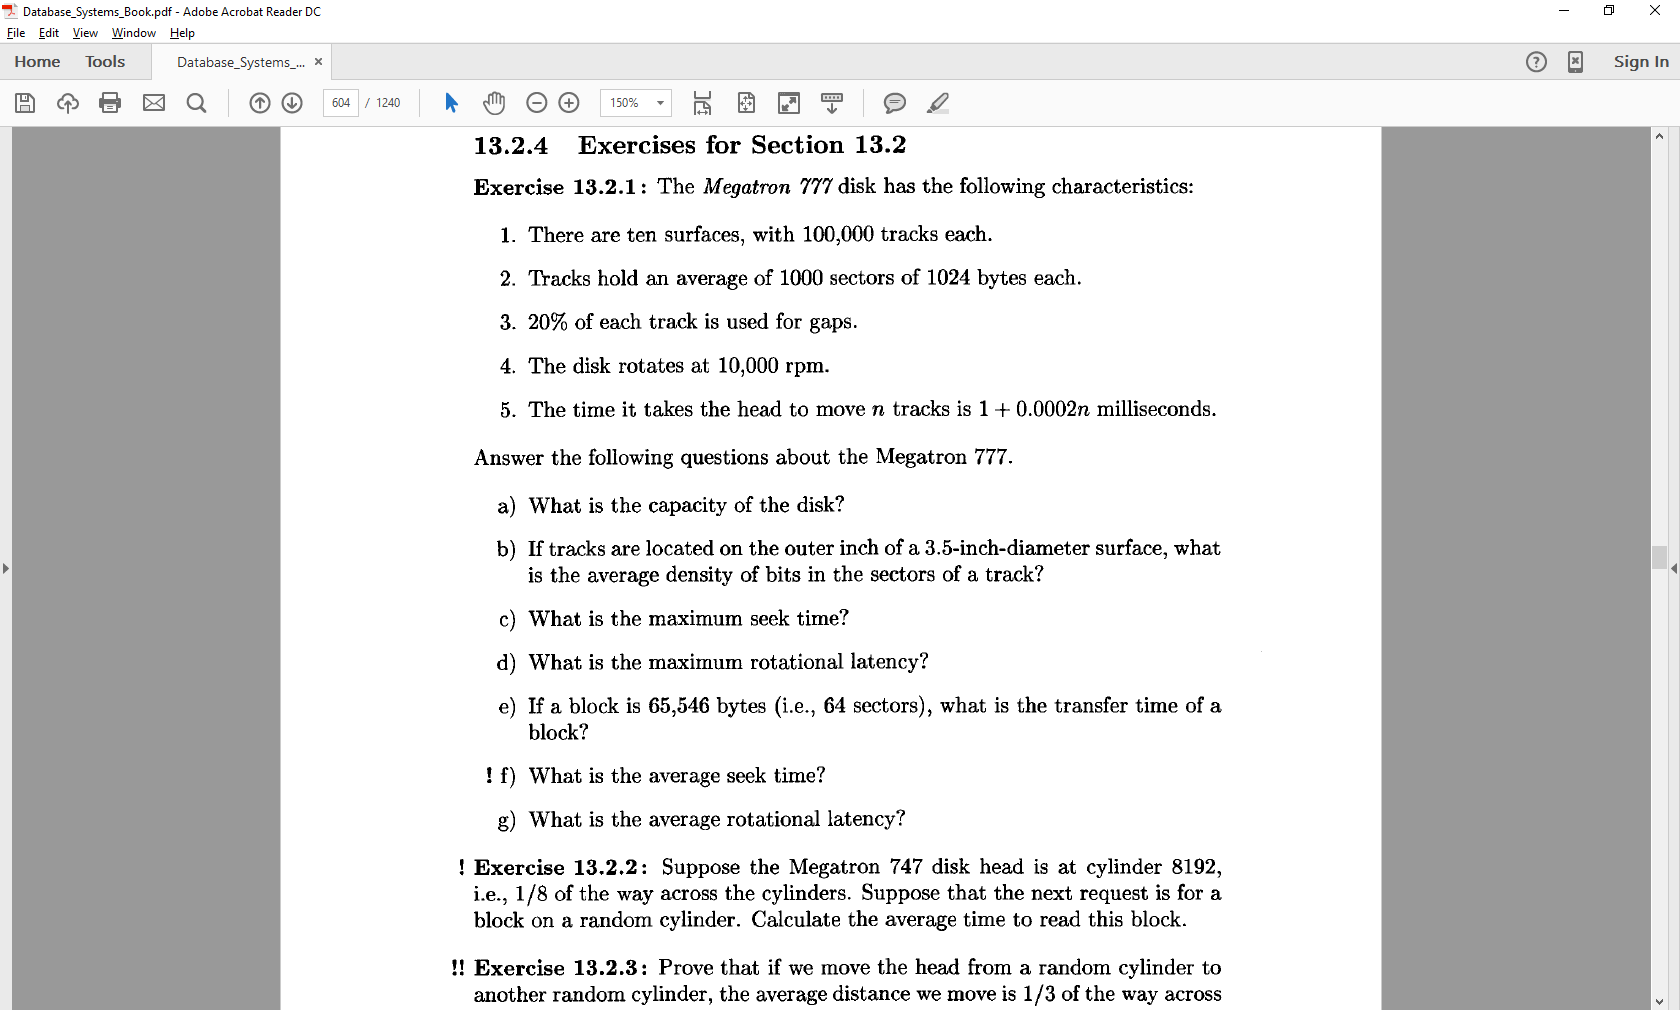 Database_Systems_Book.pdf - Adobe Acrobat Reader DC
File Edit View Window Help
Home Tools Database_Systems_... × Sign In
604 / 1240 150%
13.2.4 Exercises for Section 13.2
Exercise 13.2.1: The Megatron 777 disk has the following characteristics:
1. There are ten surfaces, with 100,000 tracks each.
2. Tracks hold an average of 1000 sectors of 1024 bytes each.
3. 20% of each track is used for gaps.
4. The disk rotates at 10,000 rpm.
5. The time it takes the head to move n tracks is 1 + 0.0002n milliseconds.
Answer the following questions about the Megatron 777.
a) What is the capacity of the disk?
b) If tracks are located on the outer inch of a 3.5-inch-diameter surface, what
is the average density of bits in the sectors of a track?
c) What is the maximum seek time?
d) What is the maximum rotational latency?
e) If a block is 65,546 bytes (i.e., 64 sectors), what is the transfer time of a
block?
! f) What is the average seek time?
g) What is the average rotational latency?
! Exercise 13.2.2: Suppose the Megatron 747 disk head is at cylinder 8192,
i.e., 1/8 of the way across the cylinders. Suppose that the next request is for a
block on a random cylinder. Calculate the average time to read this block.
!! Exercise 13.2.3: Prove that if we move the head from a random cylinder to
another random cylinder, the average distance we move is 1/3 of the way across